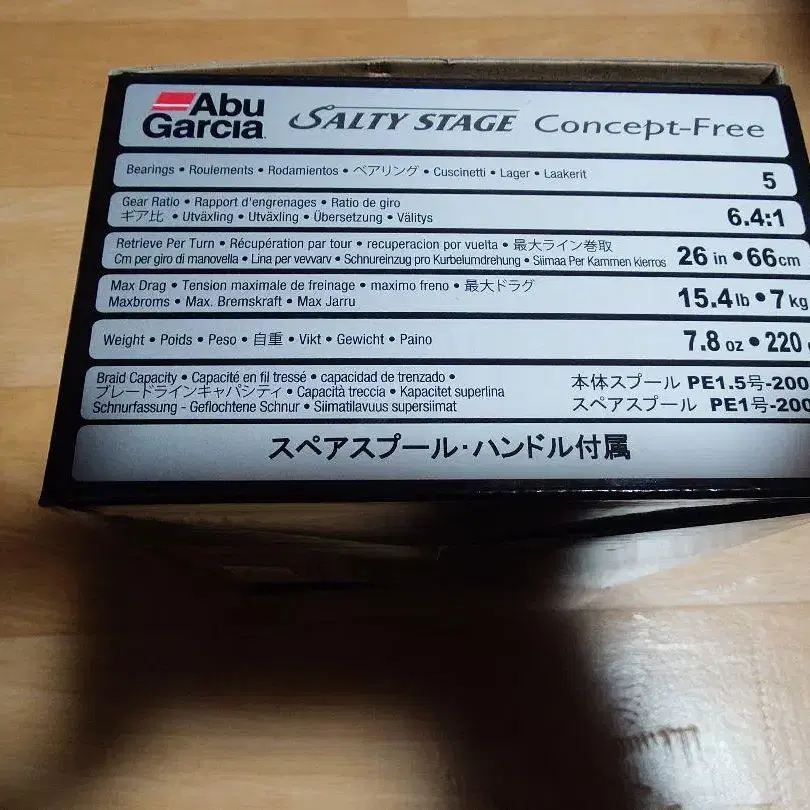 Abu Garcia SALTY STAGE Concept-Free
Bearings • Roulements • Rodamientos • ベアリング • Cuscinetti • Lager • Laakerit 5
Gear Ratio • Rapport d'engrenages • Ratio de giro
ギア比 • Utväxling • Utväxling • Übersetzung • Välitys 6.4:1
Retrieve Per Turn • Récupération par tour • recuperacion por vuelta • 最大ライン巻取
Cm per giro di manovella • Lina per vevvarv • Schnureinzug pro Kurbelumdrehung • Siimaa Per Kammen kierros 26 in • 66cm
Max Drag • Tension maximale de freinage • maximo freno • 最大ドラグ
Maxbroms • Max. Bremskraft • Max Jarru 15.4lb • 7 kg
Weight • Poids • Peso • 自重 • Vikt • Gewicht • Paino 7.8 oz • 220
Braid Capacity • Capacité en fil tressé • capacidad de trenzado •
ブレードラインキャパシティ • Capacità treccia • Kapacitet superlina
Schnurfassung - Geflochtene Schnur • Siimatilavuus supersiimat
本体スプール PE1.5号-200
スペアスプール PE1号-200
スペアスプール・ハンドル付属